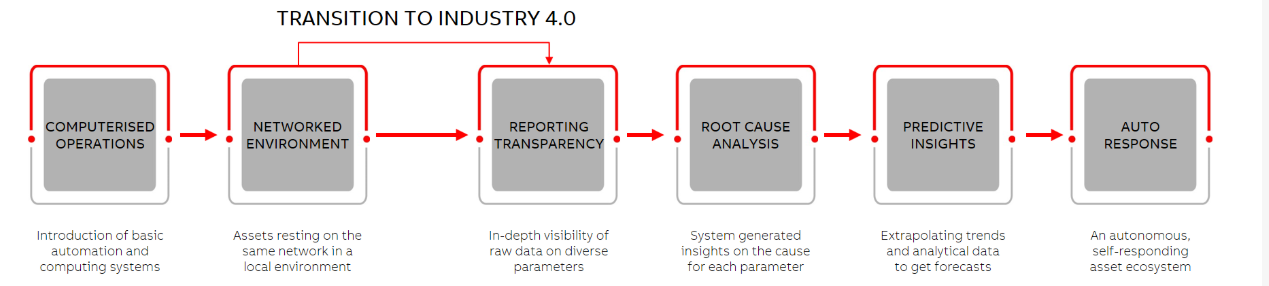 TRANSITION TO INDUSTRY 4.0
COMPUTERISED
OPERATIONS
NETWORKED
ENVIRONMENT
REPORTING
TRANSPARENCY
ROOT CAUSE
ANALYSIS
PREDICTIVE
INSIGHTS
AUTO
RESPONSE
Introduction of basic
automation and
computing systems
Assets resting on the
same network in a
local environment
In-depth visibility of
raw data on diverse
parameters
System generated
insights on the cause
for each parameter
Extrapolating trends
and analytical data
to get forecasts
An autonomous,
self-responding
asset ecosystem